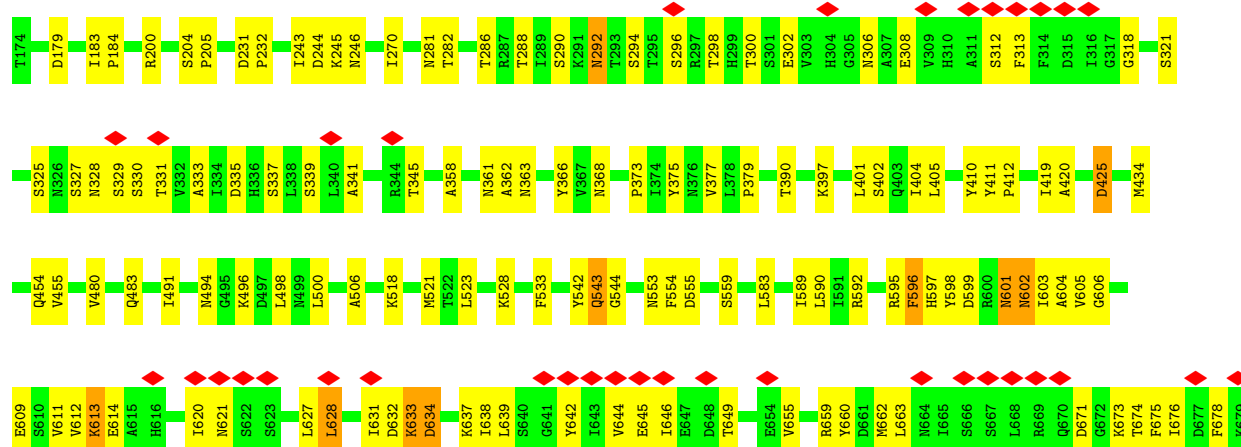 T174 D179 I183 P184 R200 S204 P205 D231 P232 I243 D244 K245 N246 I270 N281 T282 T286 R287 T288 I289 S290 K291 N292 T293 S294 T295 S296 R297 T298 H299 T300 S301 E302 V303 H304 G305 N306 A307 E308 V309 H310 A311 S312 F313 F314 D315 I316 G317 G318 S321
S325 N326 S327 N328 S329 S330 T331 V332 A333 I334 D335 H336 S337 L338 S339 L340 A341 R344 T345 A358 N361 A362 N363 Y366 V367 N368 P373 I374 Y375 N376 V377 L378 P379 T390 K397 L401 S402 Q403 I404 L405 Y410 Y411 P412 I419 A420 D425 M434
Q454 V455 V480 Q483 I491 N494 G495 K496 D497 L498 N499 L500 A506 K518 M521 T522 L523 K528 F533 Y542 Q543 G544 N553 F554 D555 S559 L583 I589 L590 I591 R592 R595 F596 H597 Y598 D599 R600 N601 N602 I603 A604 V605 G606
E609 S610 V611 V612 K613 E614 A615 H616 I620 N621 S622 S623 L627 L628 I631 D632 K633 D634 K637 I638 L639 S640 G641 Y642 I643 V644 E645 I646 E647 D648 T649 E654 V655 R659 Y660 D661 M662 L663 N664 I665 S666 S667 L668 R669 Q670 D671 G672 K673 T674 F675 I676 D677 F678 K679